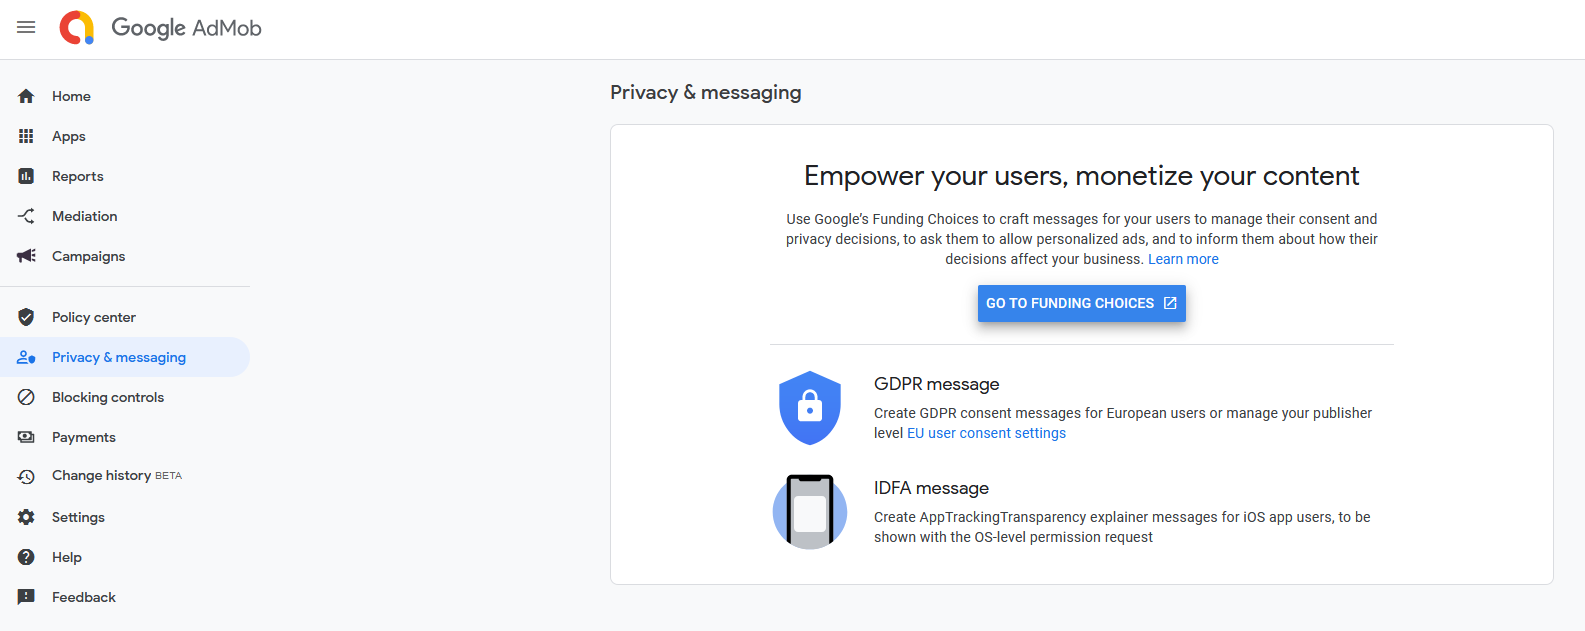 Google AdMob
Home
Apps
Reports
Mediation
Campaigns
Policy center
Privacy & messaging
Blocking controls
Payments
Change history BETA
Settings
Help
Feedback
Privacy & messaging
Empower your users, monetize your content
Use Google’s Funding Choices to craft messages for your users to manage their consent and
privacy decisions, to ask them to allow personalized ads, and to inform them about how their
decisions affect your business. Learn more
GO TO FUNDING CHOICES
GDPR message
Create GDPR consent messages for European users or manage your publisher
level EU user consent settings
IDFA message
Create AppTrackingTransparency explainer messages for iOS app users, to be
shown with the OS-level permission request